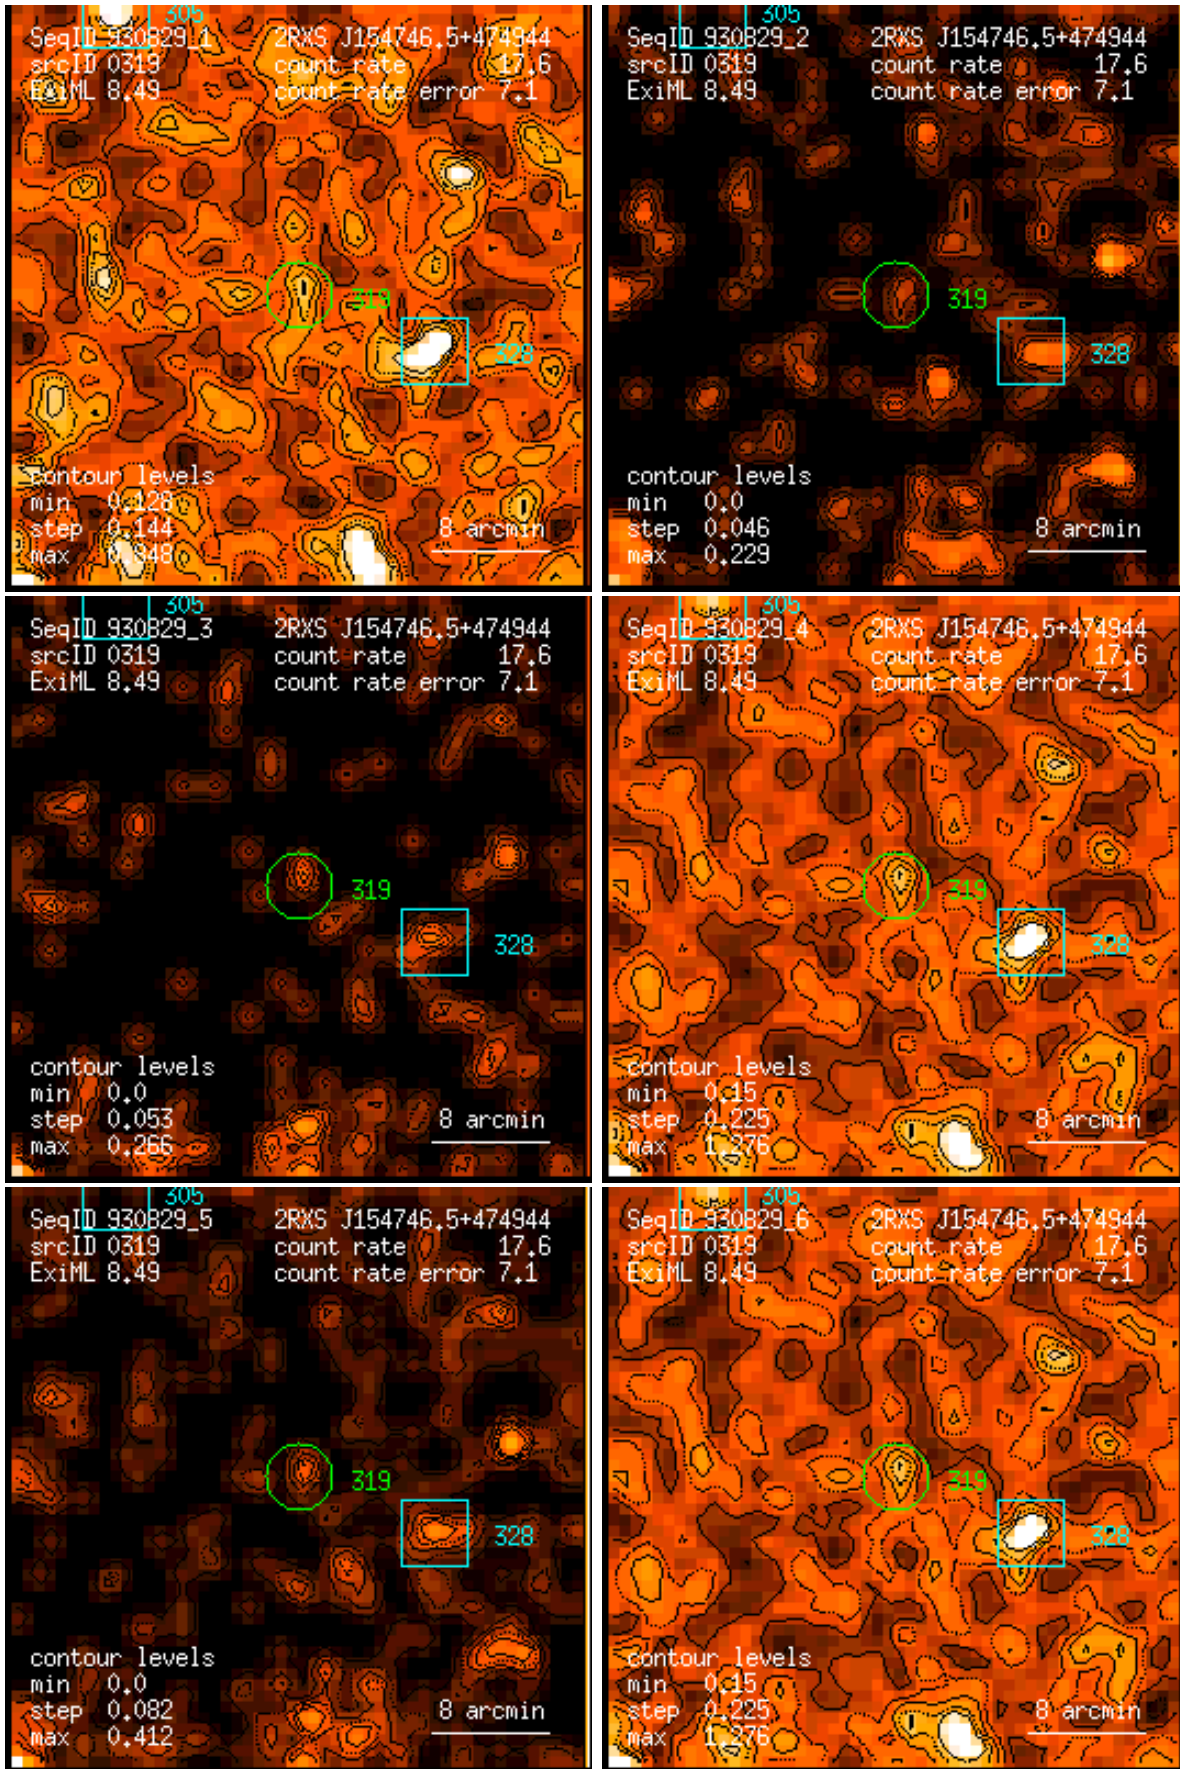 305
SeqID 930829_1 2RXS J154746.5+474944
srcID 0319 count rate 17.6
ExiML 8.49 count rate error 7.1
319
328
contour levels
min 0.128
step 0.144
max 0.848
8 arcmin
305
SeqID 930829_2 2RXS J154746.5+474944
srcID 0319 count rate 17.6
ExiML 8.49 count rate error 7.1
319
328
contour levels
min 0.0
step 0.046
max 0.229
8 arcmin
305
SeqID 930829_3 2RXS J154746.5+474944
srcID 0319 count rate 17.6
ExiML 8.49 count rate error 7.1
319
328
contour levels
min 0.0
step 0.053
max 0.266
8 arcmin
305
SeqID 930829_4 2RXS J154746.5+474944
srcID 0319 count rate 17.6
ExiML 8.49 count rate error 7.1
319
328
contour levels
min 0.15
step 0.225
max 1.276
8 arcmin
305
SeqID 930829_5 2RXS J154746.5+474944
srcID 0319 count rate 17.6
ExiML 8.49 count rate error 7.1
319
328
contour levels
min 0.0
step 0.082
max 0.412
8 arcmin
305
SeqID 930829_6 2RXS J154746.5+474944
srcID 0319 count rate 17.6
ExiML 8.49 count rate error 7.1
319
328
contour levels
min 0.15
step 0.225
max 1.276
8 arcmin